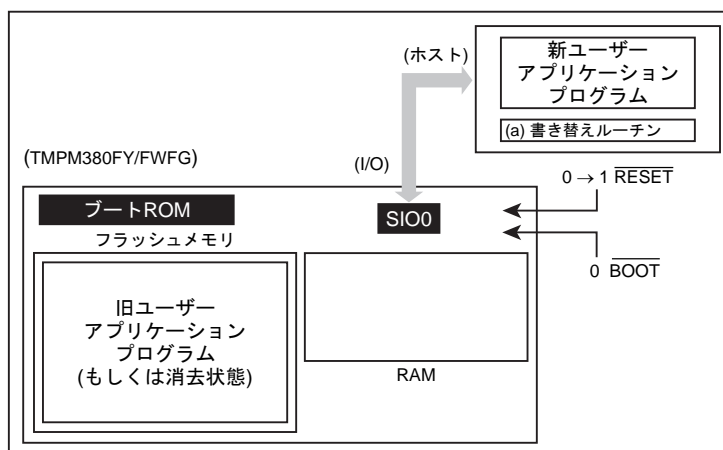 (ホスト)
新ユーザー
アプリケーション
プログラム
(a) 書き替えルーチン
(TMPM380FY/FWFG)
(I/O)
0 → 1 RESET
ブートROM
SIO0
フラッシュメモリ
0 BOOT
旧ユーザー
アプリケーション
プログラム
(もしくは消去状態)
RAM